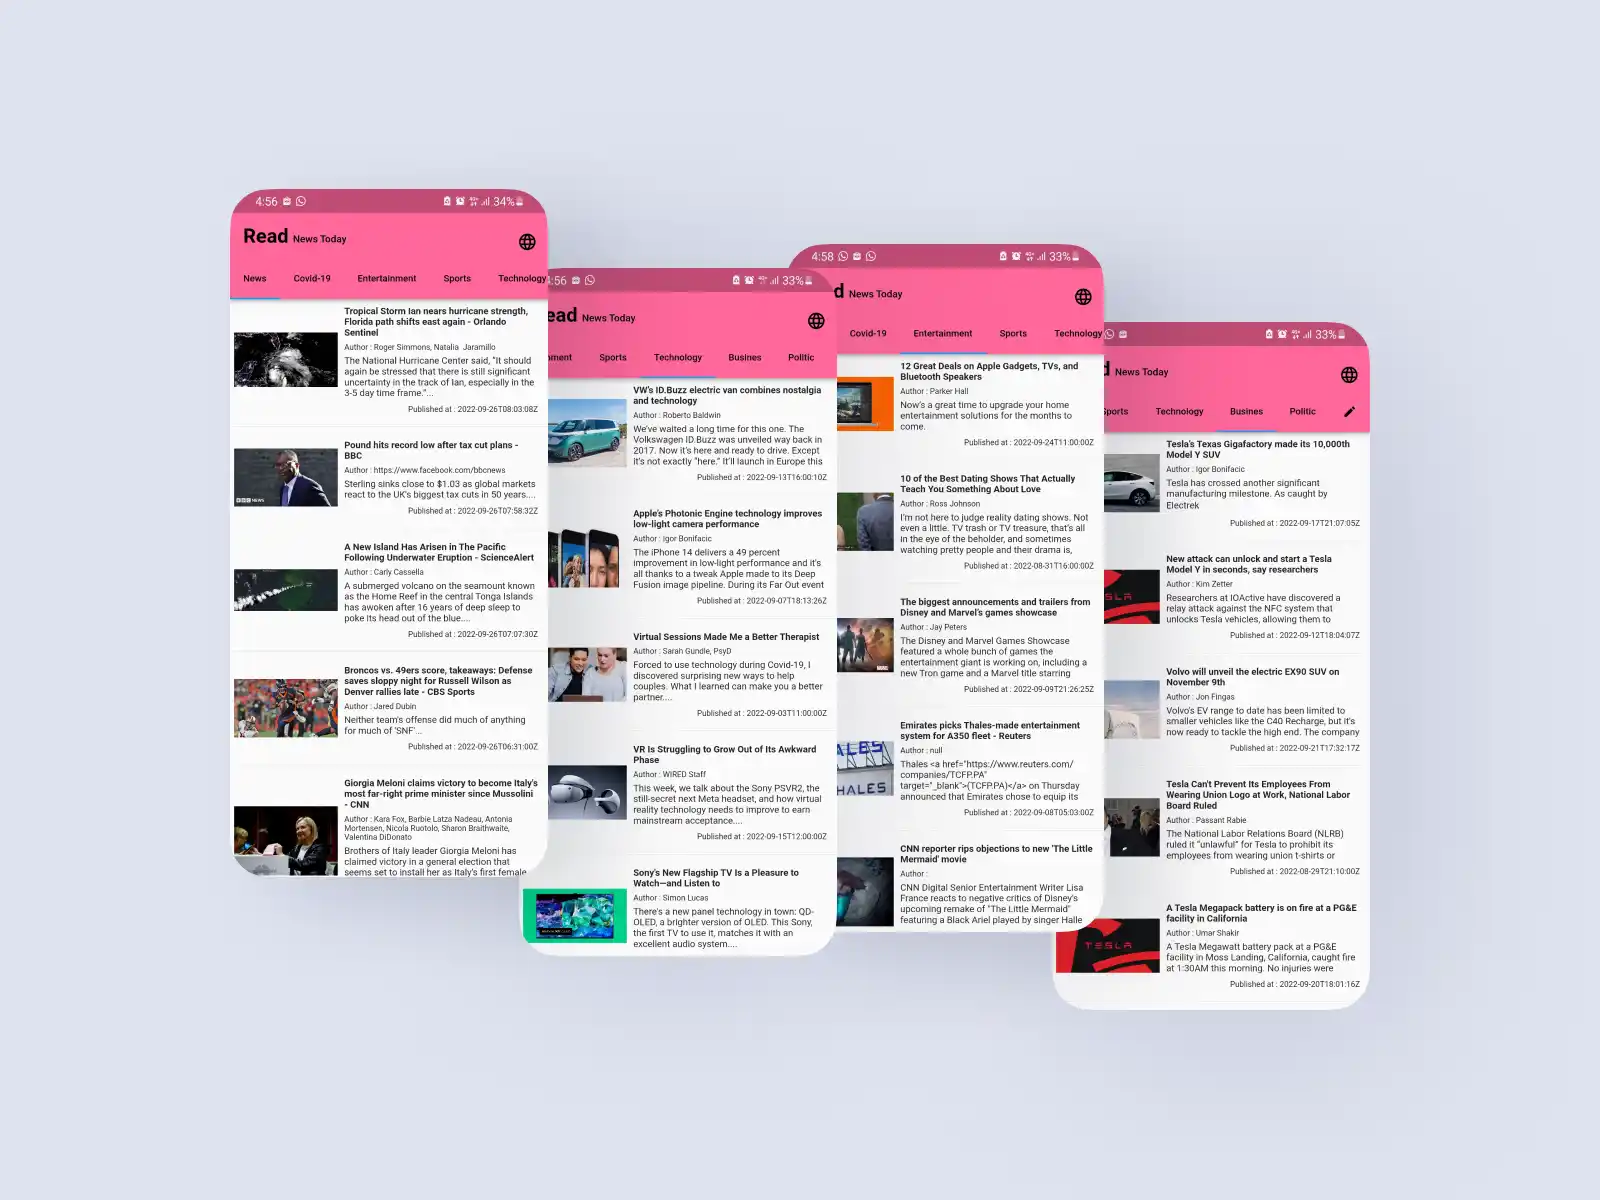 4:56
34%
Read News Today
News Covid-19 Entertainment Sports Technology
Tropical Storm Ian nears hurricane strength,
Florida path shifts east again - Orlando
Sentinel
Author : Roger Simmons, Natalia Jaramillo
The National Hurricane Center said, "It should
again be stressed that there is still significant
uncertainty in the track of Ian, especially in the
3-5 day time frame."...
Published at : 2022-09-26T08:03:08Z
Pound hits record low after tax cut plans -
BBC
Author : https://www.facebook.com/bbcnews
Sterling sinks close to $1.03 as global markets
react to the UK's biggest tax cuts in 50 years....
Published at : 2022-09-26T07:58:32Z
BBC NEWS
A New Island Has Arisen in The Pacific
Following Underwater Eruption - ScienceAlert
Author : Carly Cassella
A submerged volcano on the seamount known
as the Home Reef in the central Tonga Islands
has awoken after 16 years of deep sleep to
poke its head out of the blue....
Published at : 2022-09-26T07:07:30Z
Broncos vs. 49ers score, takeaways: Defense
saves sloppy night for Russell Wilson as
Denver rallies late - CBS Sports
Author : Jared Dubin
Neither team's offense did much of anything
for much of 'SNF'...
Published at : 2022-09-26T06:31:00Z
Giorgia Meloni claims victory to become Italy's
most far-right prime minister since Mussolini
- CNN
Author : Kara Fox, Barbie Latza Nadeau, Antonia
Mortensen, Nicola Ruotolo, Sharon Braithwaite,
Valentina DiDonato
Brothers of Italy leader Giorgia Meloni has
claimed victory in a general election that
seems set to install her as Italy's first female
4:56
33%
ead News Today
nment Sports Technology Busines Politic
VW's ID.Buzz electric van combines nostalgia
and technology
Author : Roberto Baldwin
We've waited a long time for this one. The
Volkswagen ID.Buzz was unveiled way back in
2017. Now it's here and ready to drive. Except
it's not exactly "here." It'll launch in Europe this
Published at : 2022-09-13T16:00:10Z
Apple's Photonic Engine technology improves
low-light camera performance
Author : Igor Bonifacic
The iPhone 14 delivers a 49 percent
improvement in low-light performance and it's
all thanks to a tweak Apple made to its Deep
Fusion image pipeline. During its Far Out event
Published at : 2022-09-07T18:13:26Z
Virtual Sessions Made Me a Better Therapist
Author : Sarah Gundle, PsyD
Forced to use technology during Covid-19, I
discovered surprising new ways to help
couples. What I learned can make you a better
partner....
Published at : 2022-09-03T11:00:00Z
VR Is Struggling to Grow Out of Its Awkward
Phase
Author : WIRED Staff
This week, we talk about the Sony PSVR2, the
still-secret next Meta headset, and how virtual
reality technology needs to improve to earn
mainstream acceptance....
Published at : 2022-09-15T12:00:00Z
Sony's New Flagship TV Is a Pleasure to
Watch—and Listen to
Author : Simon Lucas
There's a new panel technology in town: QD-
OLED, a brighter version of OLED. This Sony,
the first TV to use it, matches it with an
excellent audio system....
4:58
33%
d News Today
Covid-19 Entertainment Sports Technology
12 Great Deals on Apple Gadgets, TVs, and
Bluetooth Speakers
Author : Parker Hall
Now's a great time to upgrade your home
entertainment solutions for the months to
come.
Published at : 2022-09-24T11:00:00Z
10 of the Best Dating Shows That Actually
Teach You Something About Love
Author : Ross Johnson
I'm not here to judge reality dating shows. Not
even a little. TV trash or TV treasure, that's all
in the eye of the beholder, and sometimes
watching pretty people and their drama is,
Published at : 2022-08-31T16:00:00Z
The biggest announcements and trailers from
Disney and Marvel's games showcase
Author : Jay Peters
The Disney and Marvel Games Showcase
featured a whole bunch of games the
entertainment giant is working on, including a
new Tron game and a Marvel title starring
Published at : 2022-09-09T21:26:25Z
Emirates picks Thales-made entertainment
system for A350 fleet - Reuters
Author : null
Thales <a href="https://www.reuters.com/
companies/TCFP.PA"
target="_blank">(TCFP.PA)</a> on Thursday
announced that Emirates chose to equip its
Published at : 2022-09-08T05:03:00Z
ALES
HALES
CNN reporter rips objections to new 'The Little
Mermaid' movie
Author :
CNN Digital Senior Entertainment Writer Lisa
France reacts to negative critics of Disney's
upcoming remake of "The Little Mermaid"
featuring a Black Ariel played by singer Halle
33%
d News Today
Sports Technology Busines Politic
Tesla's Texas Gigafactory made its 10,000th
Model Y SUV
Author : Igor Bonifacic
Tesla has crossed another significant
manufacturing milestone. As caught by
Electrek
Published at : 2022-09-17T21:07:05Z
New attack can unlock and start a Tesla
Model Y in seconds, say researchers
Author : Kim Zetter
Researchers at IOActive have discovered a
relay attack against the NFC system that
unlocks Tesla vehicles, allowing them to
Published at : 2022-09-12T18:04:07Z
SLA
Volvo will unveil the electric EX90 SUV on
November 9th
Author : Jon Fingas
Volvo's EV range to date has been limited to
smaller vehicles like the C40 Recharge, but it's
now ready to tackle the high end. The company
Published at : 2022-09-21T17:32:17Z
Tesla Can't Prevent Its Employees From
Wearing Union Logo at Work, National Labor
Board Ruled
Author : Passant Rabie
The National Labor Relations Board (NLRB)
ruled it "unlawful" for Tesla to prohibit its
employees from wearing union t-shirts or
Published at : 2022-08-29T21:10:00Z
A Tesla Megapack battery is on fire at a PG&E
facility in California
Author : Umar Shakir
A Tesla Megawatt battery pack at a PG&E
facility in Moss Landing, California, caught fire
at 1:30AM this morning. No injuries were
Published at : 2022-09-20T18:01:16Z
TESLA